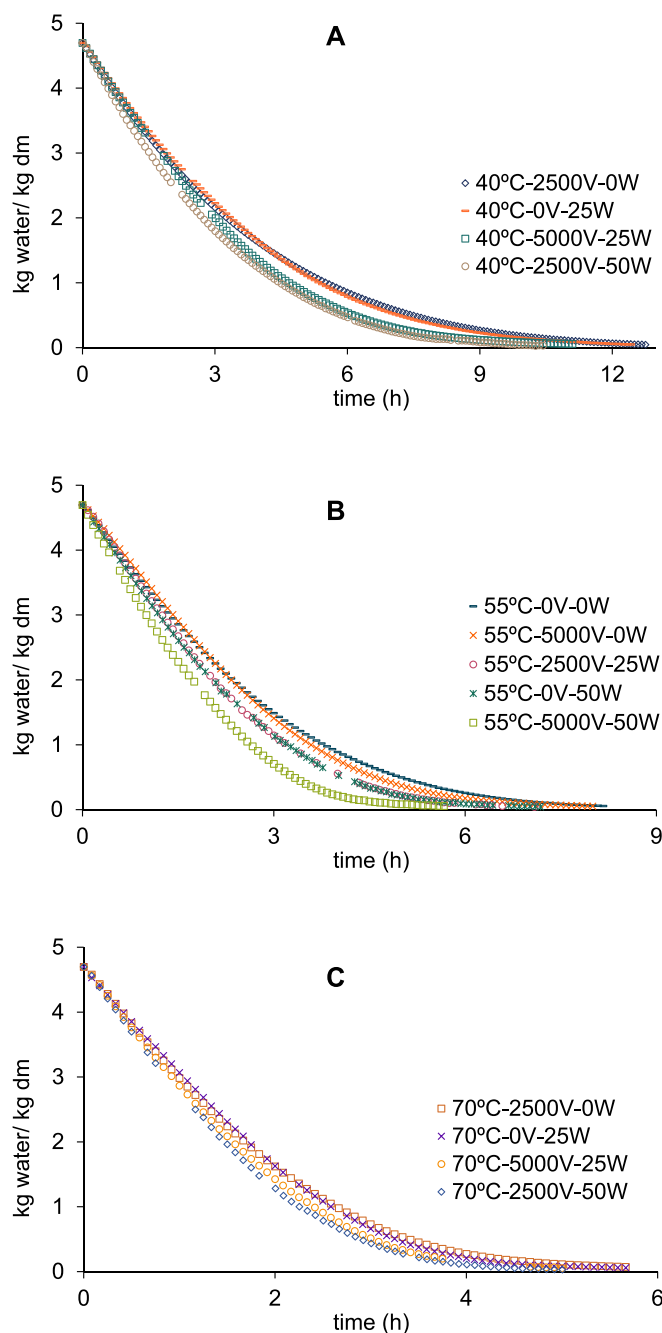 A
kg water/ kg dm
5
4
3
2
1
0
0 3 6 9 12
time (h)
40ºC-2500V-0W
40ºC-0V-25W
40ºC-5000V-25W
40ºC-2500V-50W
B
kg water/ kg dm
5
4
3
2
1
0
0 3 6 9
time (h)
55ºC-0V-0W
55ºC-5000V-0W
55ºC-2500V-25W
55ºC-0V-50W
55ºC-5000V-50W
C
kg water/ kg dm
5
4
3
2
1
0
0 2 4 6
time (h)
70ºC-2500V-0W
70ºC-0V-25W
70ºC-5000V-25W
70ºC-2500V-50W